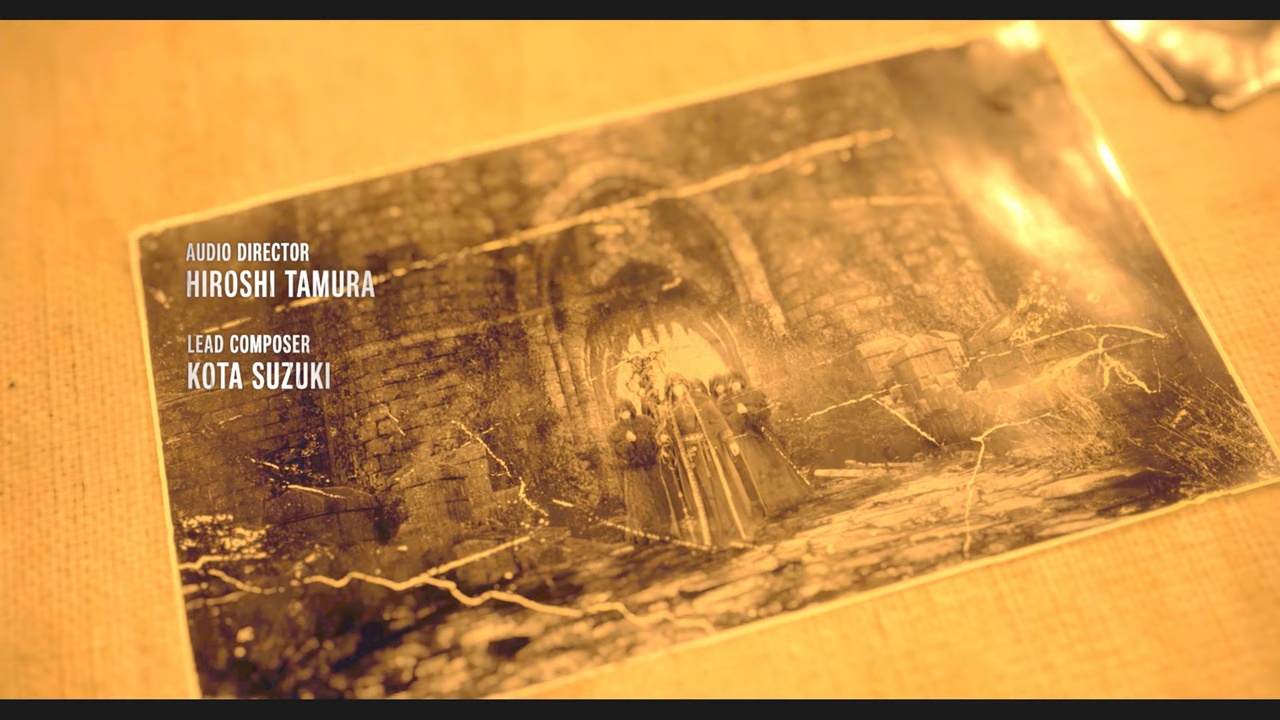 AUDIO DIRECTOR
HIROSHI TAMURA
LEAD COMPOSER
KOTA SUZUKI